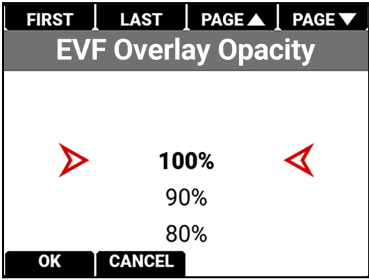 FIRST LAST PAGE▲ PAGE▼
EVF Overlay Opacity
100%
90%
80%
OK CANCEL